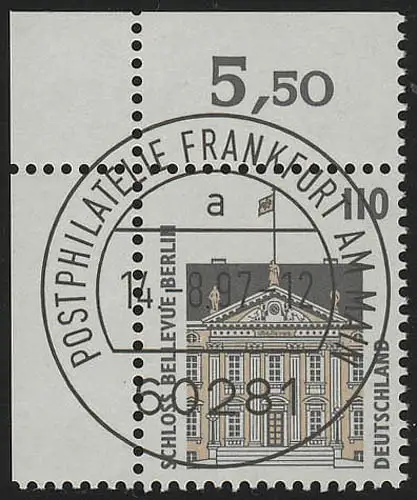 5,50
POSTPHILATELIE FRANKFURT AM MAIN
a
110
14. 8.97-12
60281
SCHLOSS BELLEVUE BERLIN
DEUTSCHLAND